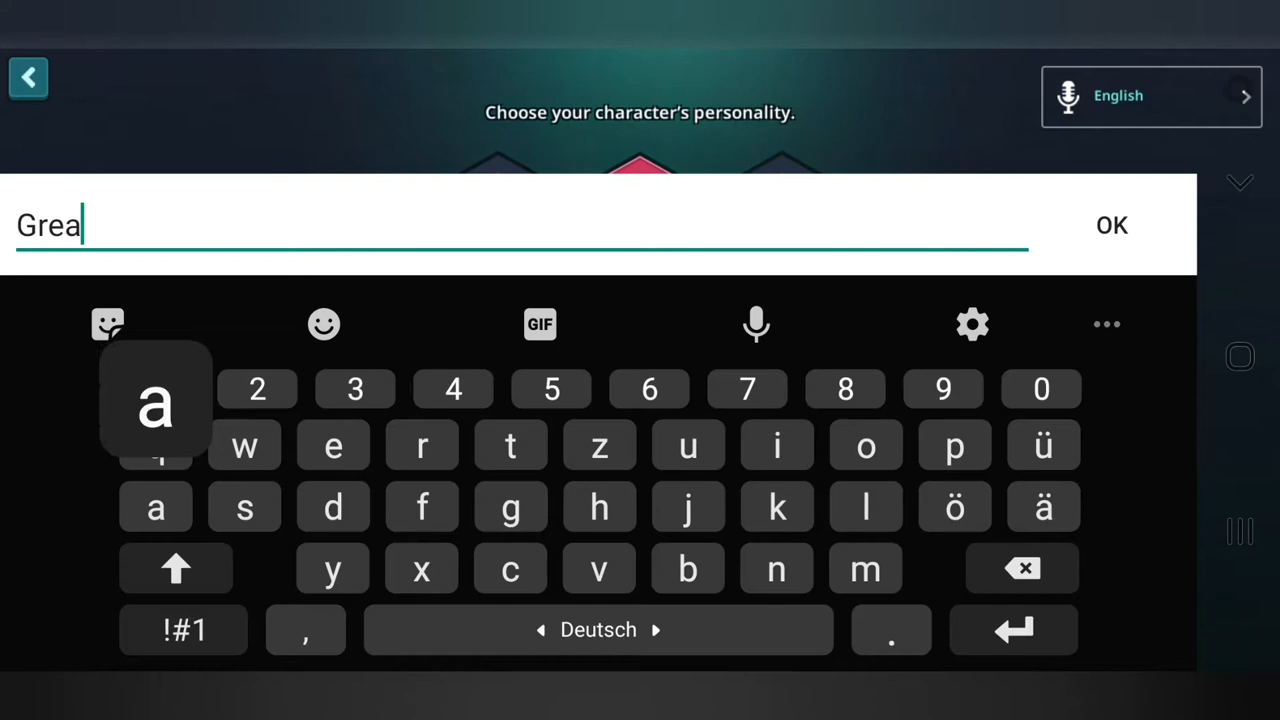 Choose your character's personality.
English
Grea
OK
GIF
a
2 3 4 5 6 7 8 9 0
w e r t z u i o p ü
a s d f g h j k l ö ä
y x c v b n m
!#1 , Deutsch .